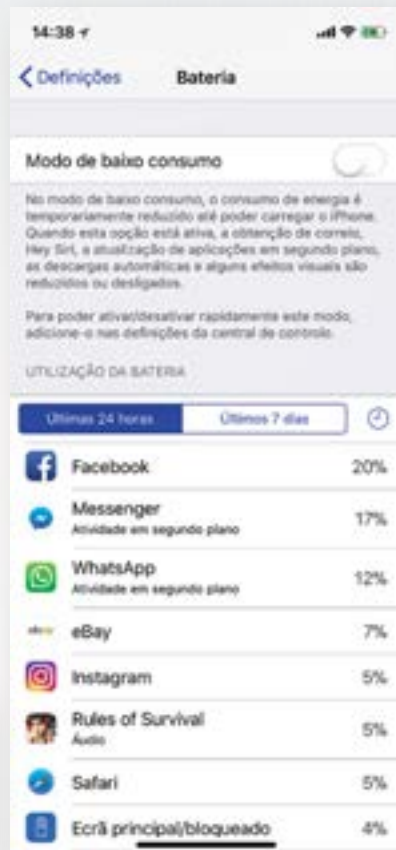 14:38
Definições
Bateria
Modo de baixo consumo
No modo de baixo consumo, o consumo de energia é
temporariamente reduzido até poder carregar o iPhone.
Quando esta opção está ativa, a obtenção de correio,
Hey Siri, a atualização de aplicações em segundo plano,
as descargas automáticas e alguns efeitos visuais são
reduzidos ou desligados.
Para poder ativar/desativar rapidamente este modo,
adicione-o nas definições da central de controlo.
UTILIZAÇÃO DA BATERIA
Últimas 24 horas Últimos 7 dias
Facebook 20%
Messenger 17%
Atividade em segundo plano
WhatsApp 12%
Atividade em segundo plano
eBay 7%
Instagram 5%
Rules of Survival 5%
Áudio
Safari 5%
Ecrã principal/bloqueado 4%